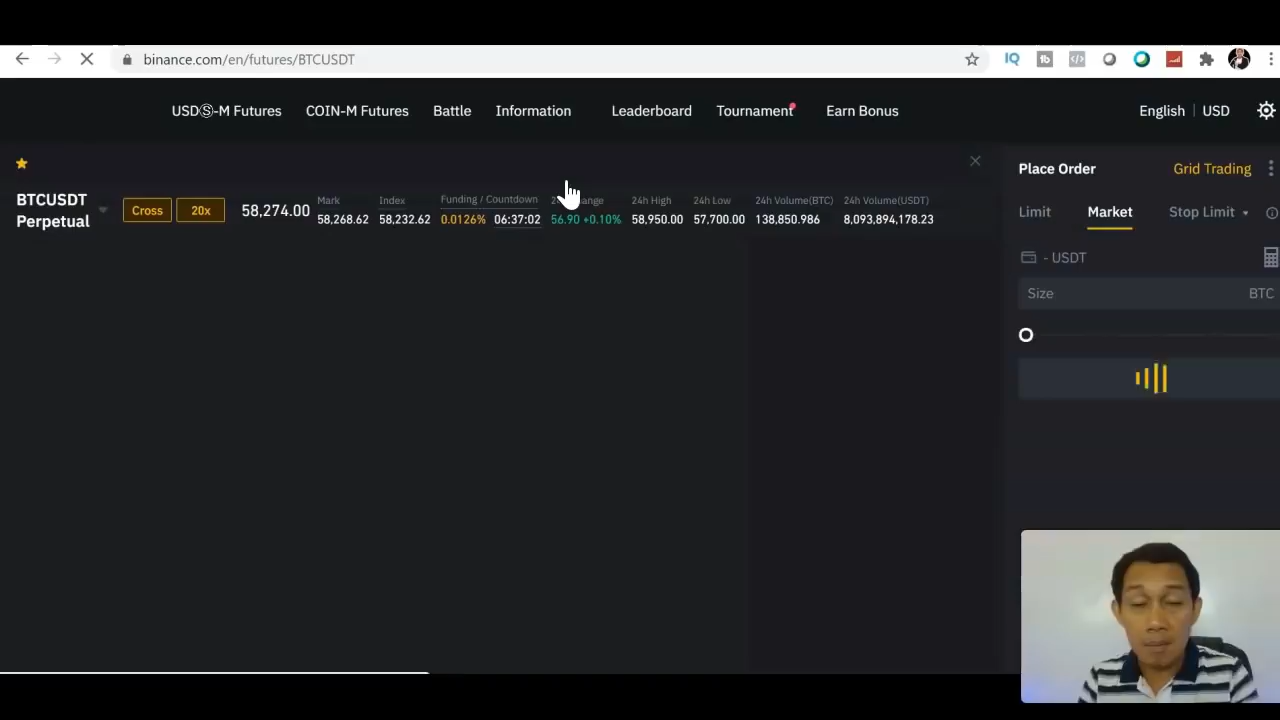 binance.com/en/futures/BTCUSDT
IQ
USDⓈ-M Futures COIN-M Futures Battle Information Leaderboard Tournament Earn Bonus English USD
Place Order Grid Trading
BTCUSDT
Perpetual
Cross 20x 58,274.00
Mark Index Funding / Countdown 24h High 24h Low 24h Volume(BTC) 24h Volume(USDT)
58,268.62 58,232.62 0.0126% 06:37:02 56.90 +0.10% 58,950.00 57,700.00 138,850.986 8,093,894,178.23
Limit Market Stop Limit
- USDT
Size BTC